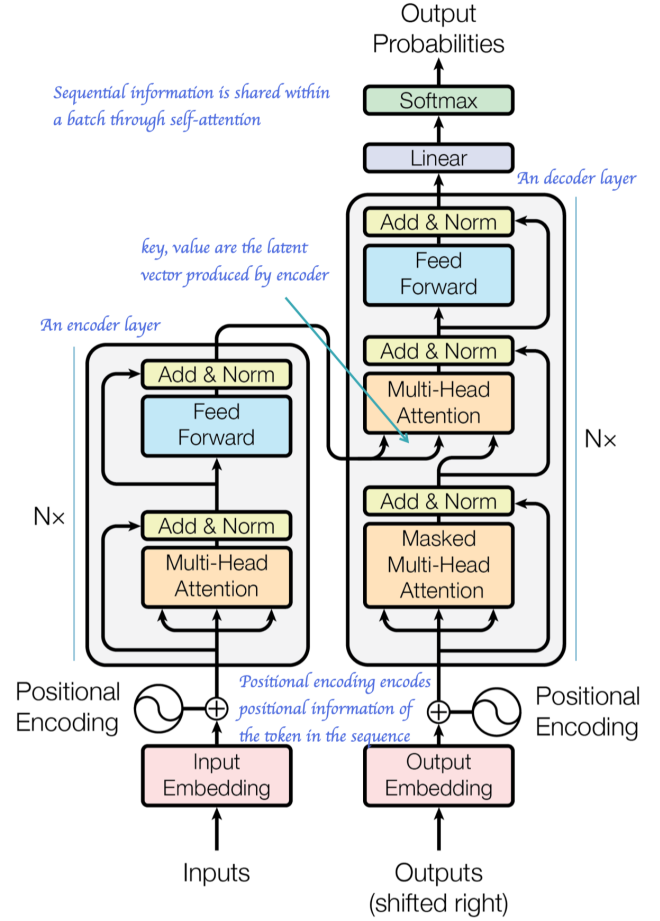 Output
Probabilities
Sequential information is shared within
a batch through self-attention
Softmax
Linear
An decoder layer
Add & Norm
Feed
Forward
key, value are the latent
vector produced by encoder
An encoder layer
Add & Norm
Multi-Head
Attention
Add & Norm
Feed
Forward
N×
Add & Norm
Masked
Multi-Head
Attention
N×
Add & Norm
Multi-Head
Attention
Positional
Encoding
Positional encoding encodes
positional information of
the token in the sequence
Positional
Encoding
Input
Embedding
Output
Embedding
Inputs
Outputs
(shifted right)